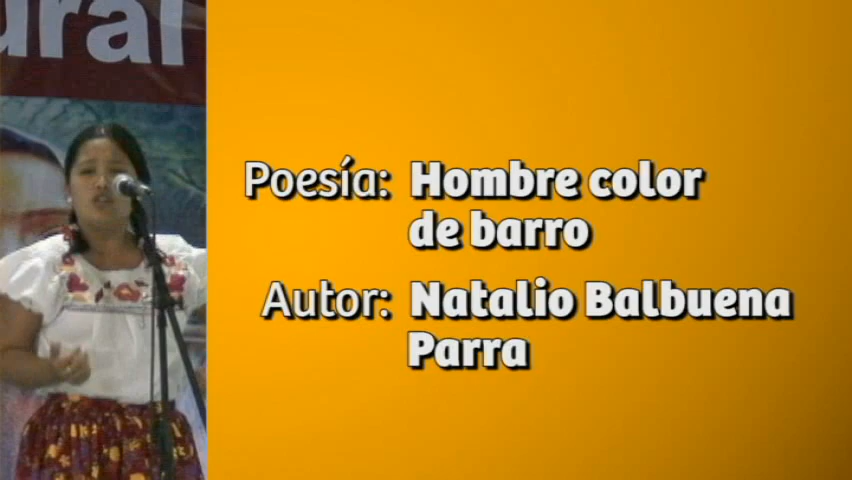 ural
Poesía: Hombre color
de barro
Autor: Natalio Balbuena
Parra